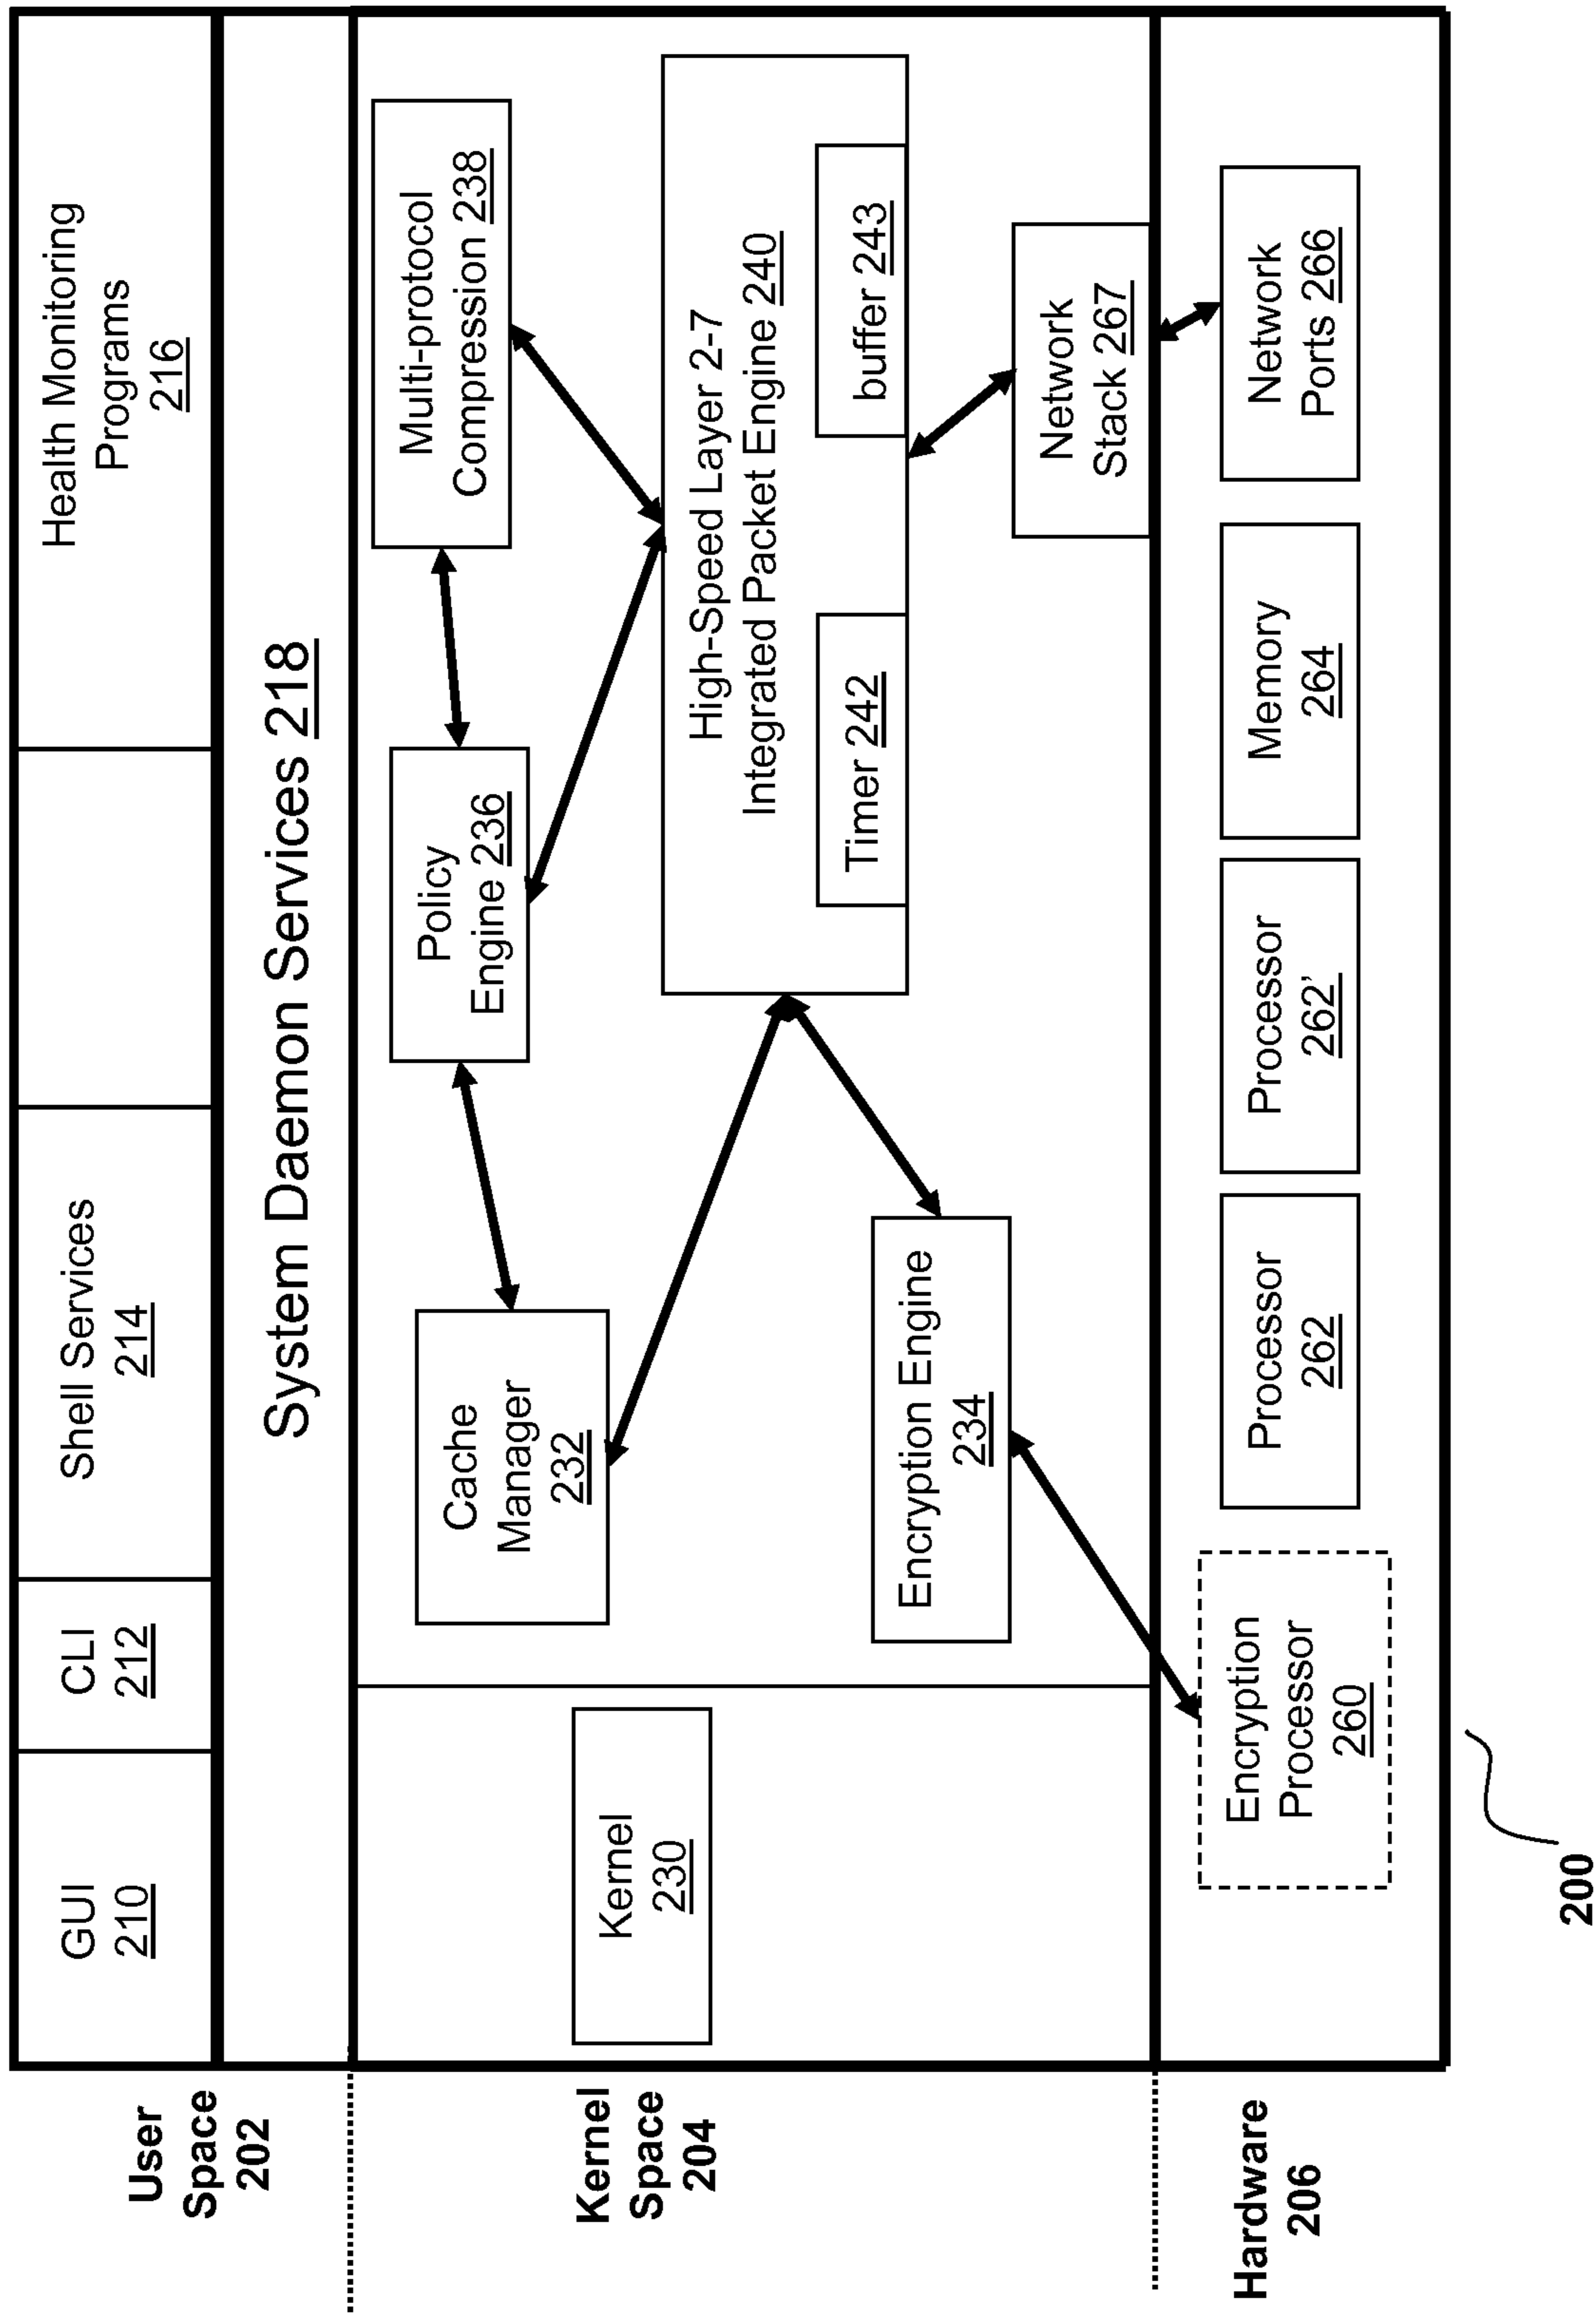 User
Space
202
GUI
210
CLI
212
Shell Services
214
Health Monitoring
Programs
216
System Daemon Services 218
Kernel
Space
204
Kernel
230
Cache
Manager
232
Policy
Engine 236
Multi-protocol
Compression 238
High-Speed Layer 2-7
Integrated Packet Engine 240
Timer 242
buffer 243
Encryption Engine
234
Network
Stack 267
Hardware
206
Encryption
Processor
260
Processor
262
Processor
262’
Memory
264
Network
Ports 266
200